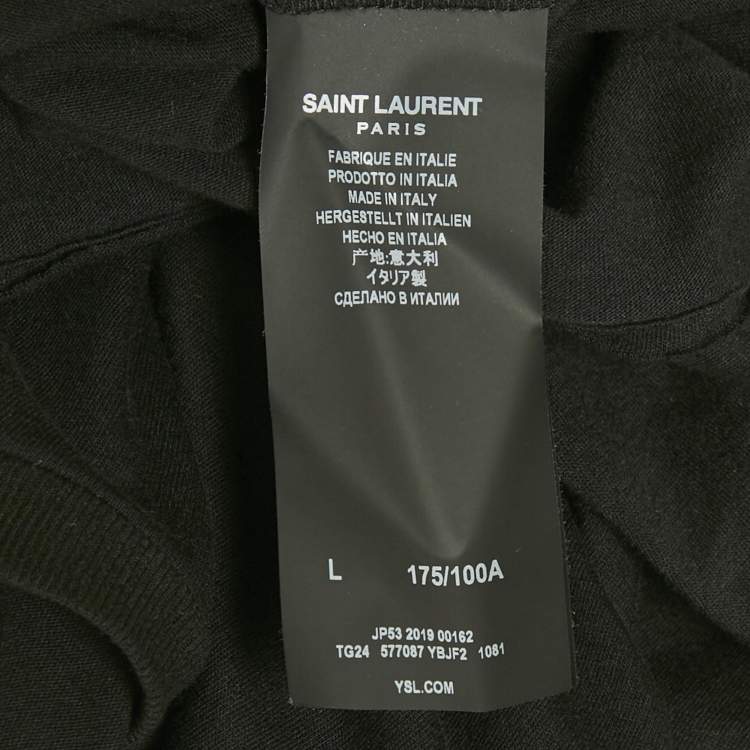 SAINT LAURENT
PARIS
FABRIQUE EN ITALIE
PRODOTTO IN ITALIA
MADE IN ITALY
HERGESTELLT IN ITALIEN
HECHO EN ITALIA
产地:意大利
イタリア製
СДЕЛАНО В ИТАЛИИ
L 175/100A
JP53 2019 00162
TG24 577087 YBJF2 1081
YSL.COM